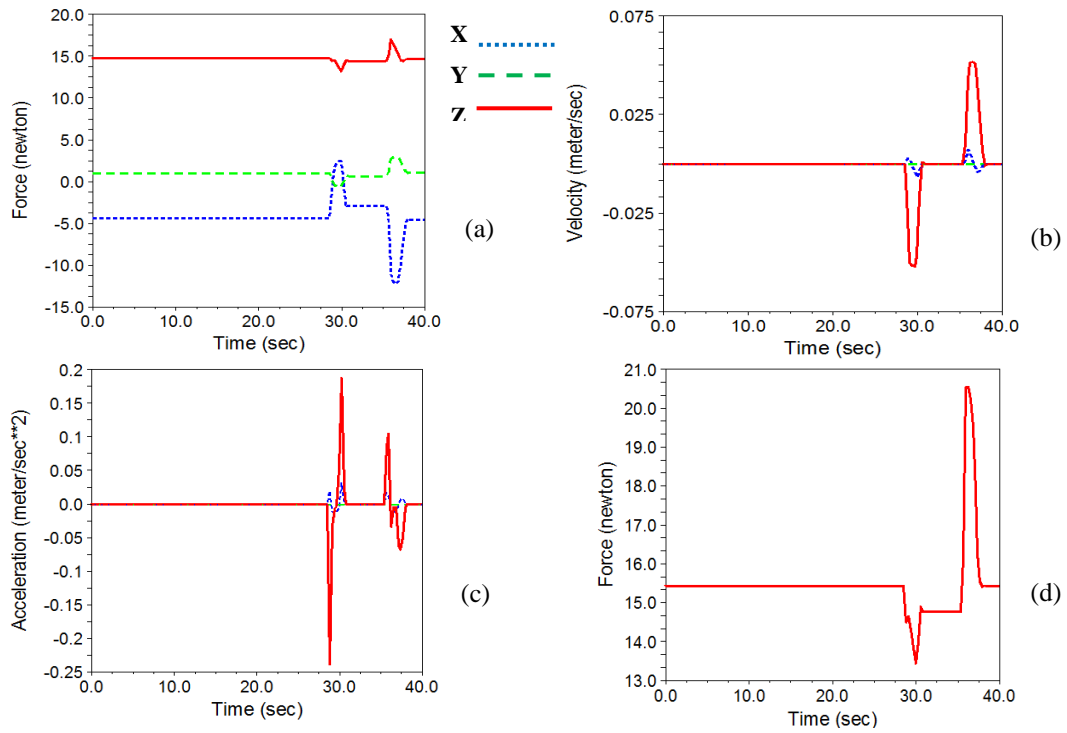 20.0
15.0
10.0
5.0
0.0
-5.0
-10.0
-15.0
Force (newton)
0.0 10.0 20.0 30.0 40.0
Time (sec)
(a)
X
Y
Z
0.075
0.025
-0.025
-0.075
Velocity (meter/sec)
0.0 10.0 20.0 30.0 40.0
Time (sec)
(b)
0.2
0.15
0.1
0.05
0.0
-0.05
-0.1
-0.15
-0.2
-0.25
Acceleration (meter/sec**2)
0.0 10.0 20.0 30.0 40.0
Time (sec)
(c)
21.0
20.0
19.0
18.0
17.0
16.0
15.0
14.0
13.0
Force (newton)
0.0 10.0 20.0 30.0 40.0
Time (sec)
(d)